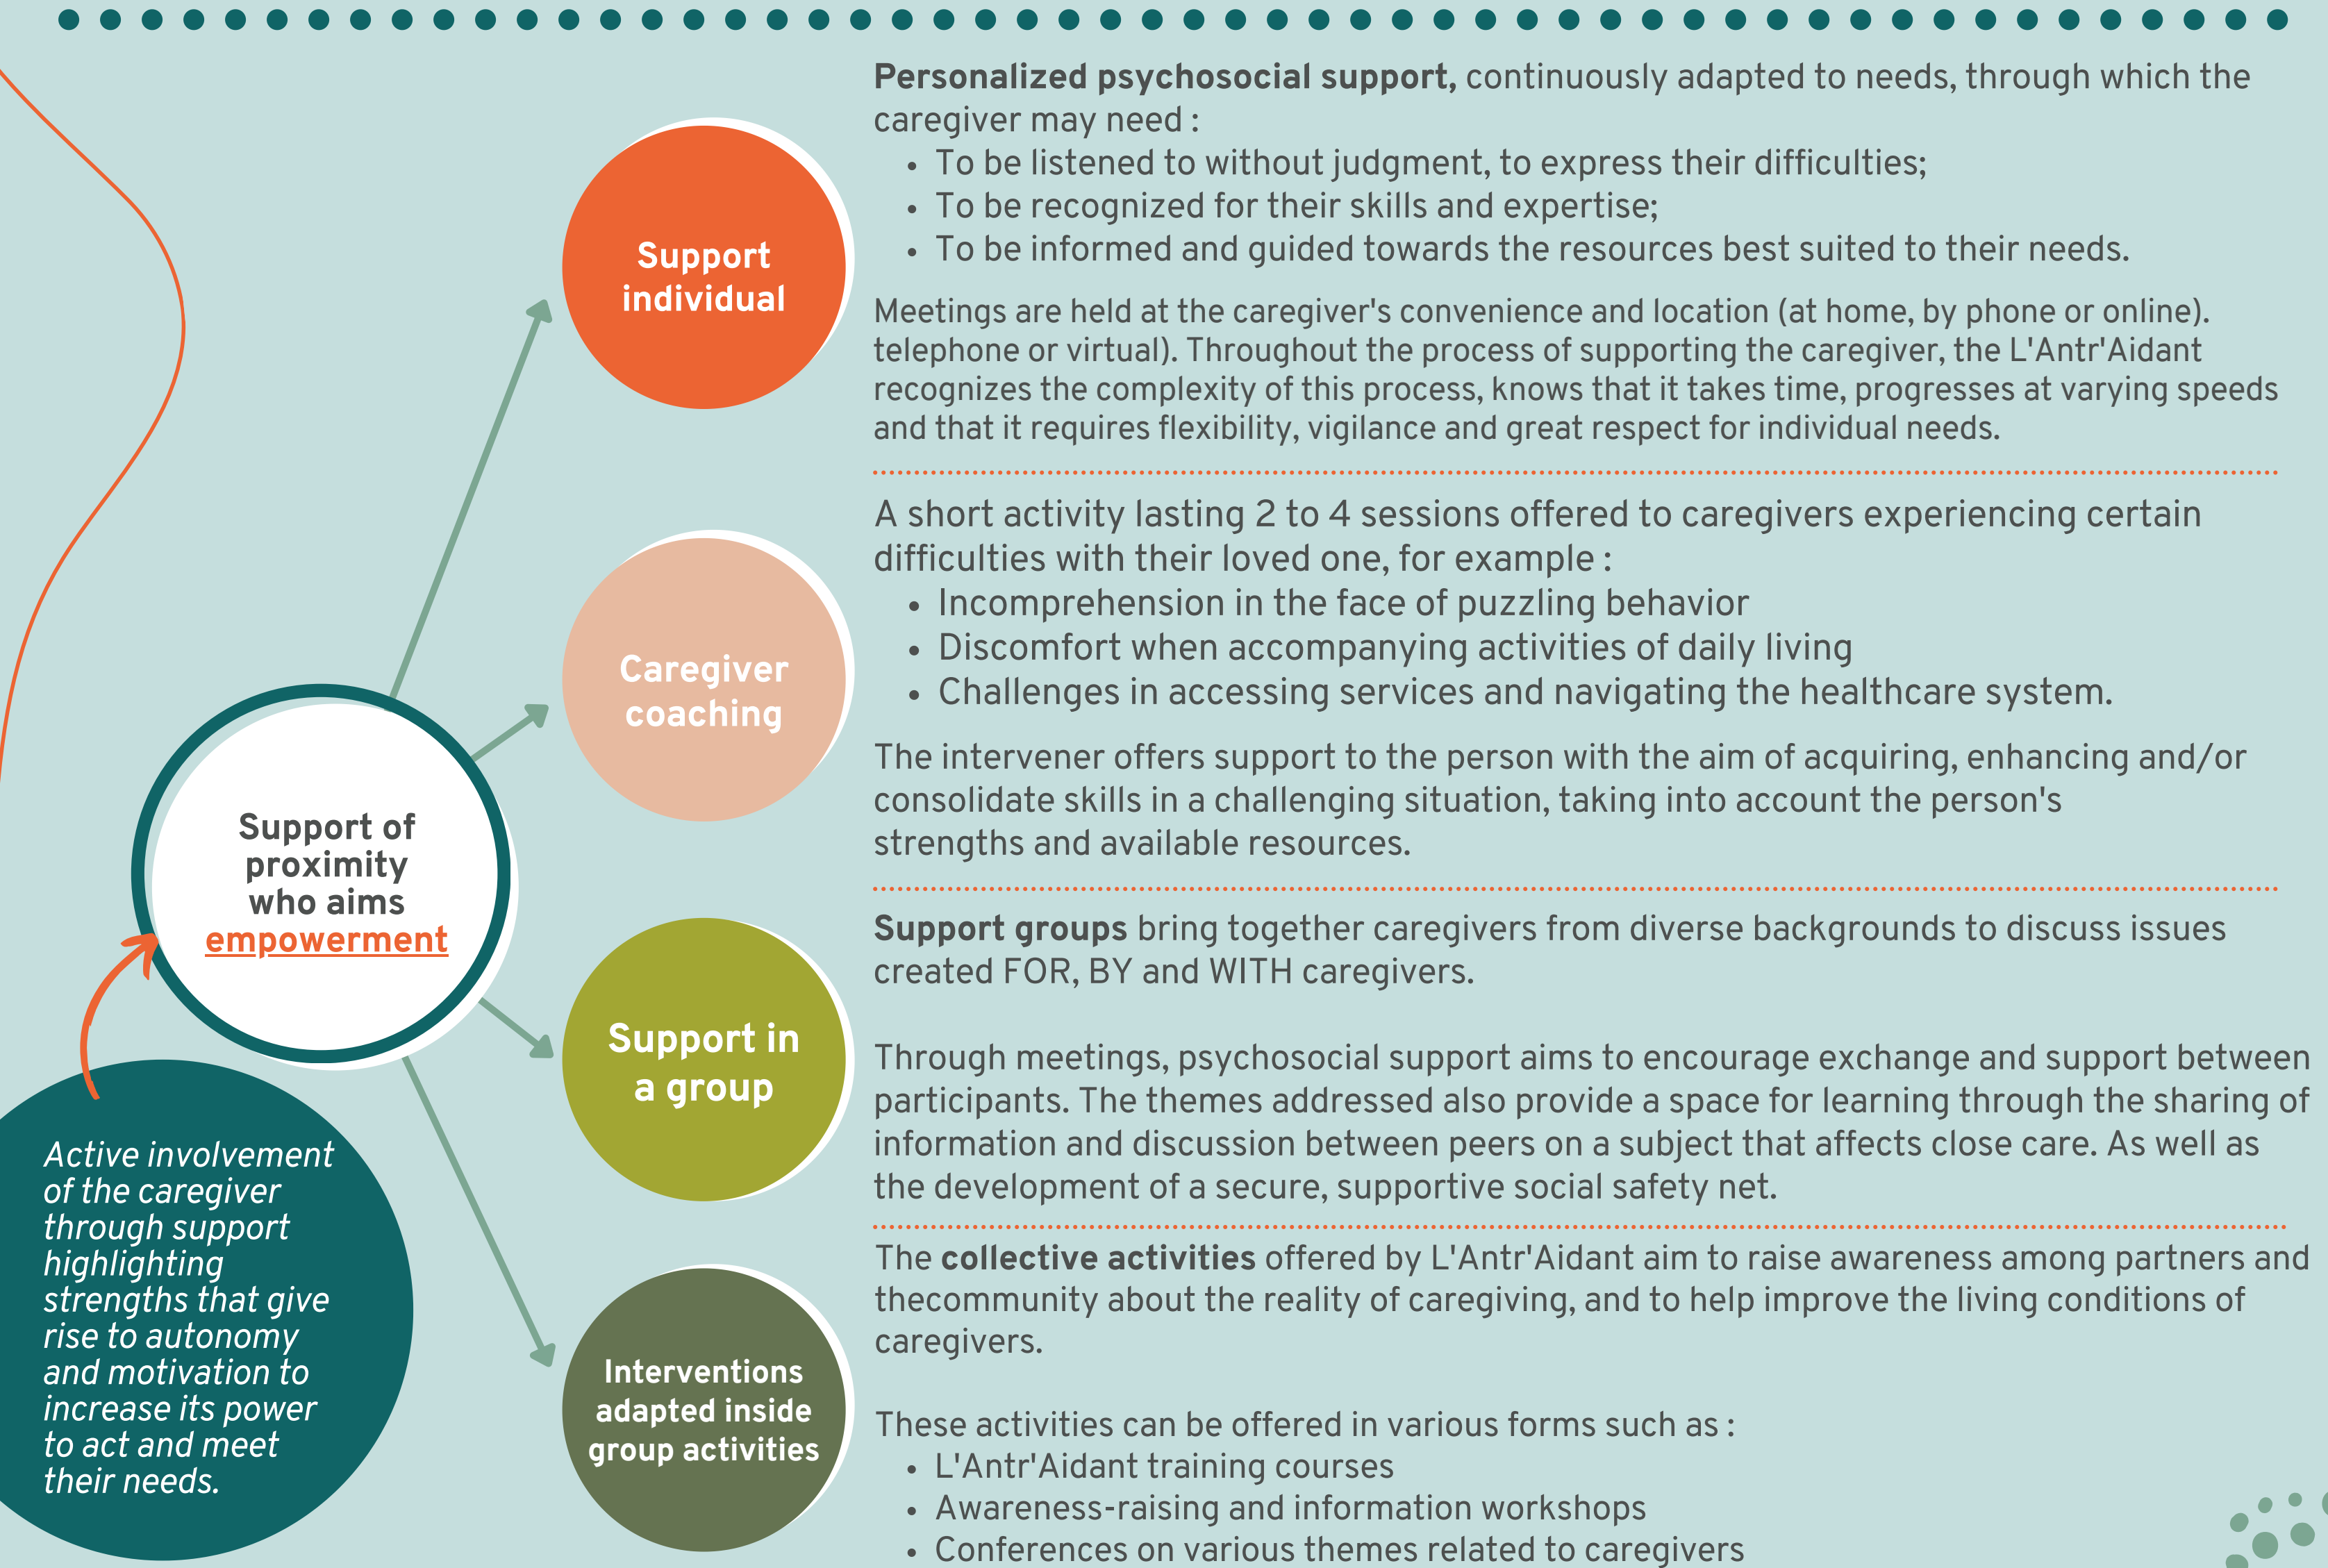 Personalized psychosocial support, continuously adapted to needs, through which the
caregiver may need :
• To be listened to without judgment, to express their difficulties;
• To be recognized for their skills and expertise;
• To be informed and guided towards the resources best suited to their needs.
Support
individual
Meetings are held at the caregiver's convenience and location (at home, by phone or online).
telephone or virtual). Throughout the process of supporting the caregiver, the L'Antr'Aidant
recognizes the complexity of this process, knows that it takes time, progresses at varying speeds
and that it requires flexibility, vigilance and great respect for individual needs.
A short activity lasting 2 to 4 sessions offered to caregivers experiencing certain
difficulties with their loved one, for example :
• Incomprehension in the face of puzzling behavior
• Discomfort when accompanying activities of daily living
• Challenges in accessing services and navigating the healthcare system.
Caregiver
coaching
The intervener offers support to the person with the aim of acquiring, enhancing and/or
consolidate skills in a challenging situation, taking into account the person's
strengths and available resources.
Support of
proximity
who aims
empowerment
Support groups bring together caregivers from diverse backgrounds to discuss issues
created FOR, BY and WITH caregivers.
Support in
a group
Through meetings, psychosocial support aims to encourage exchange and support between
participants. The themes addressed also provide a space for learning through the sharing of
information and discussion between peers on a subject that affects close care. As well as
the development of a secure, supportive social safety net.
Active involvement
of the caregiver
through support
highlighting
strengths that give
rise to autonomy
and motivation to
increase its power
to act and meet
their needs.
The collective activities offered by L'Antr'Aidant aim to raise awareness among partners and
thecommunity about the reality of caregiving, and to help improve the living conditions of
caregivers.
Interventions
adapted inside
group activities
These activities can be offered in various forms such as :
• L'Antr'Aidant training courses
• Awareness-raising and information workshops
• Conferences on various themes related to caregivers